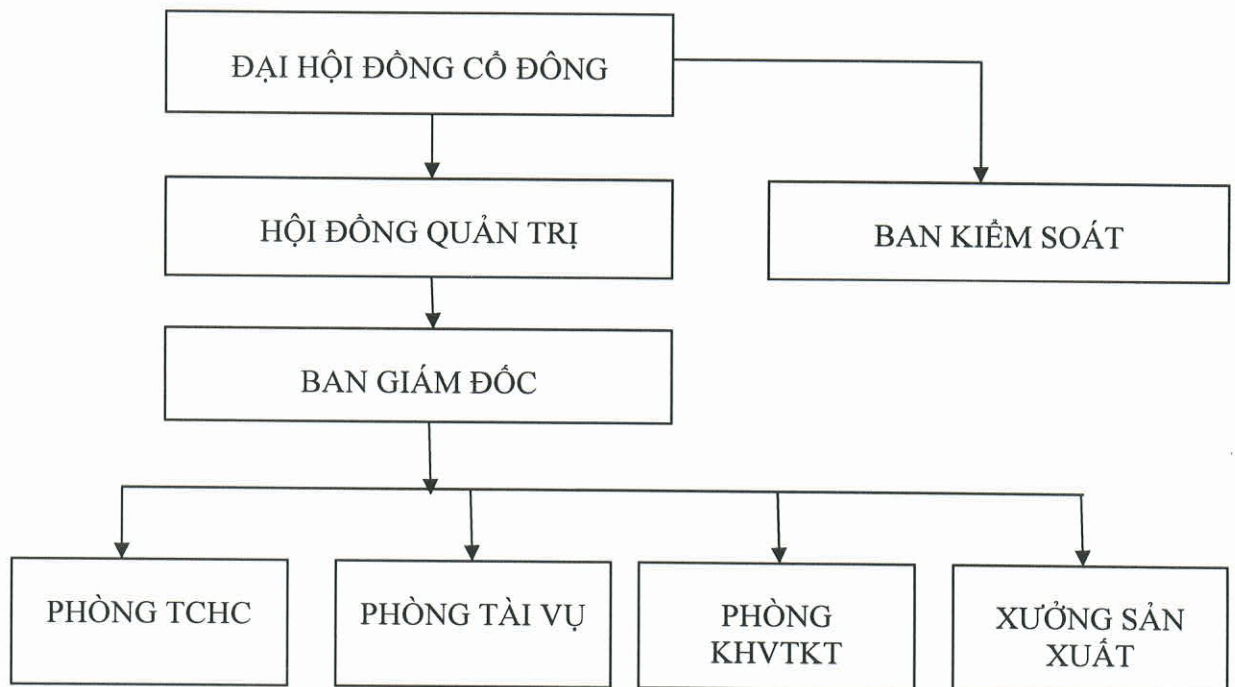 ĐẠI HỘI ĐỒNG CỔ ĐÔNG
HỘI ĐỒNG QUẢN TRỊ
BAN KIỂM SOÁT
BAN GIÁM ĐỐC
PHÒNG TCHC
PHÒNG TÀI VỤ
PHÒNG
KHVTKT
XƯỞNG SẢN
XUẤT